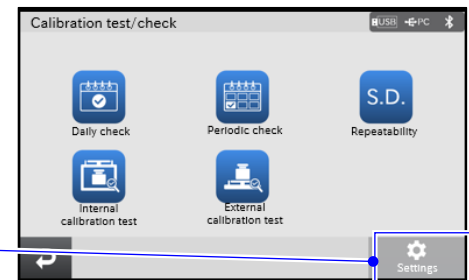 Calibration test/check
USB PC
S.D.
Daily check
Periodic check
Repeatability
Internal
calibration test
External
calibration test
Settings